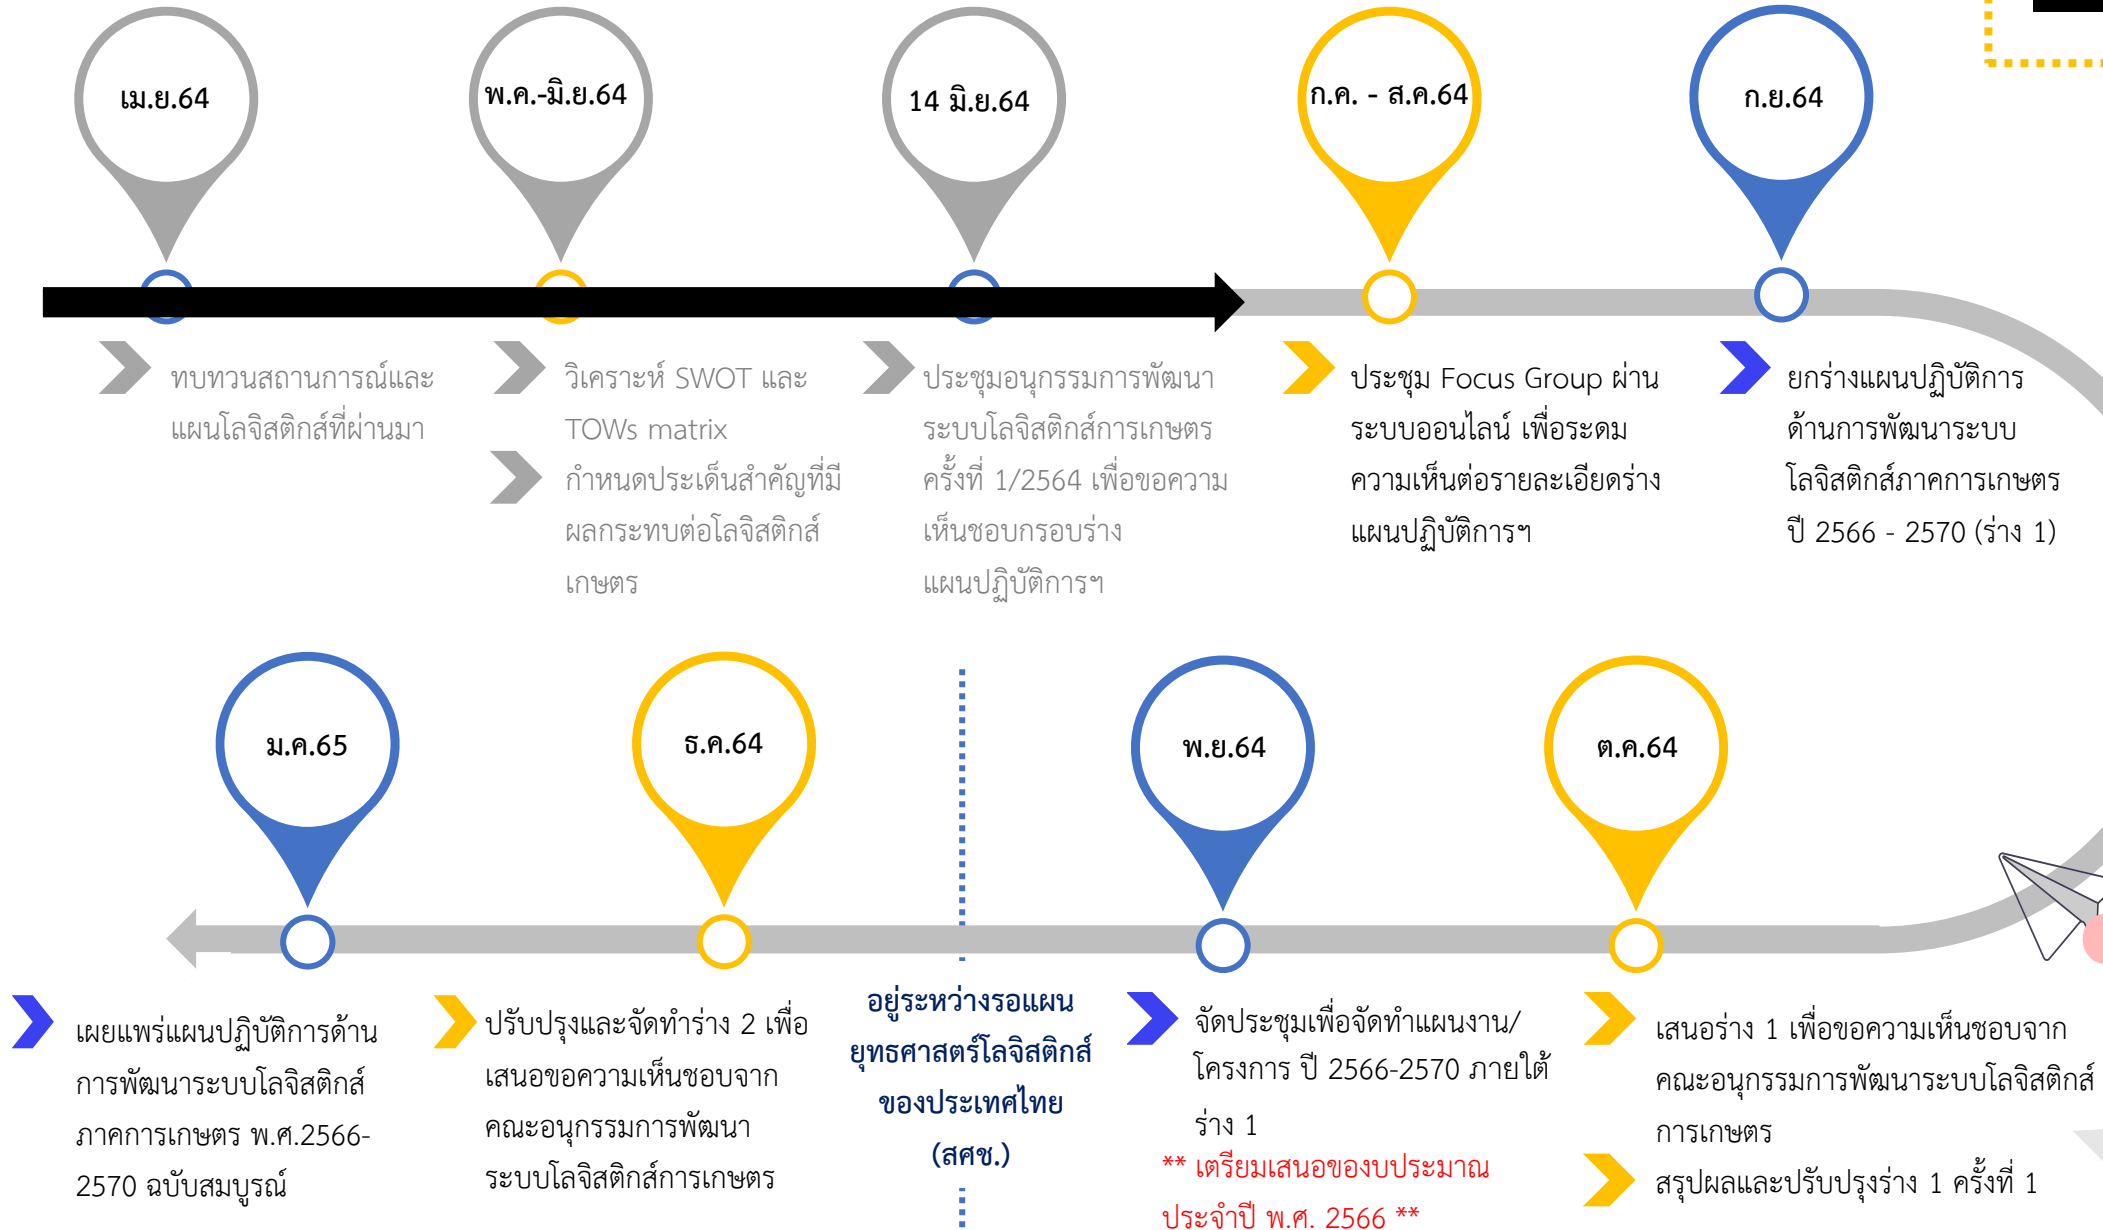 เม.ย.64
ทบทวนสถานการณ์และ
แผนโลจิสติกส์ที่ผ่านมา
พ.ค.-มิ.ย.64
วิเคราะห์ SWOT และ
TOWs matrix
กำหนดประเด็นสำคัญที่มี
ผลกระทบต่อโลจิสติกส์
เกษตร
14 มิ.ย.64
ประชุมอนุกรรมการพัฒนา
ระบบโลจิสติกส์การเกษตร
ครั้งที่ 1/2564 เพื่อขอความ
เห็นชอบกรอบร่าง
แผนปฏิบัติการฯ
ก.ค. - ส.ค.64
ประชุม Focus Group ผ่าน
ระบบออนไลน์ เพื่อระดม
ความเห็นต่อรายละเอียดร่าง
แผนปฏิบัติการฯ
ก.ย.64
ยกร่างแผนปฏิบัติการ
ด้านการพัฒนาระบบ
โลจิสติกส์ภาคการเกษตร
ปี 2566 - 2570 (ร่าง 1)
ต.ค.64
เสนอร่าง 1 เพื่อขอความเห็นชอบจาก
คณะอนุกรรมการพัฒนาระบบโลจิสติกส์
การเกษตร
สรุปผลและปรับปรุงร่าง 1 ครั้งที่ 1
พ.ย.64
จัดประชุมเพื่อจัดทำแผนงาน/
โครงการ ปี 2566-2570 ภายใต้
ร่าง 1
** เตรียมเสนอของบประมาณ
ประจำปี พ.ศ. 2566 **
อยู่ระหว่างรอแผน
ยุทธศาสตร์โลจิสติกส์
ของประเทศไทย
(สศช.)
ธ.ค.64
ปรับปรุงและจัดทำร่าง 2 เพื่อ
เสนอขอความเห็นชอบจาก
คณะอนุกรรมการพัฒนา
ระบบโลจิสติกส์การเกษตร
ม.ค.65
เผยแพร่แผนปฏิบัติการด้าน
การพัฒนาระบบโลจิสติกส์
ภาคการเกษตร พ.ศ.2566-
2570 ฉบับสมบูรณ์